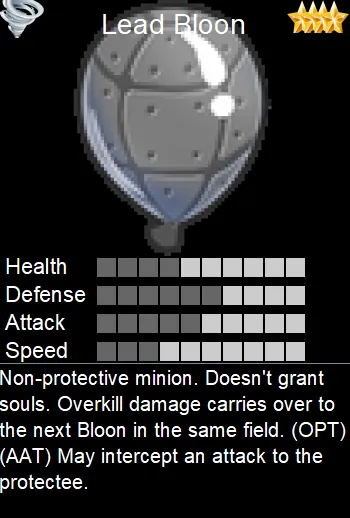 Lead Bloon
Health
Defense
Attack
Speed
Non-protective minion. Doesn't grant
souls. Overkill damage carries over to
the next Bloon in the same field. (OPT)
(AAT) May intercept an attack to the
protectee.